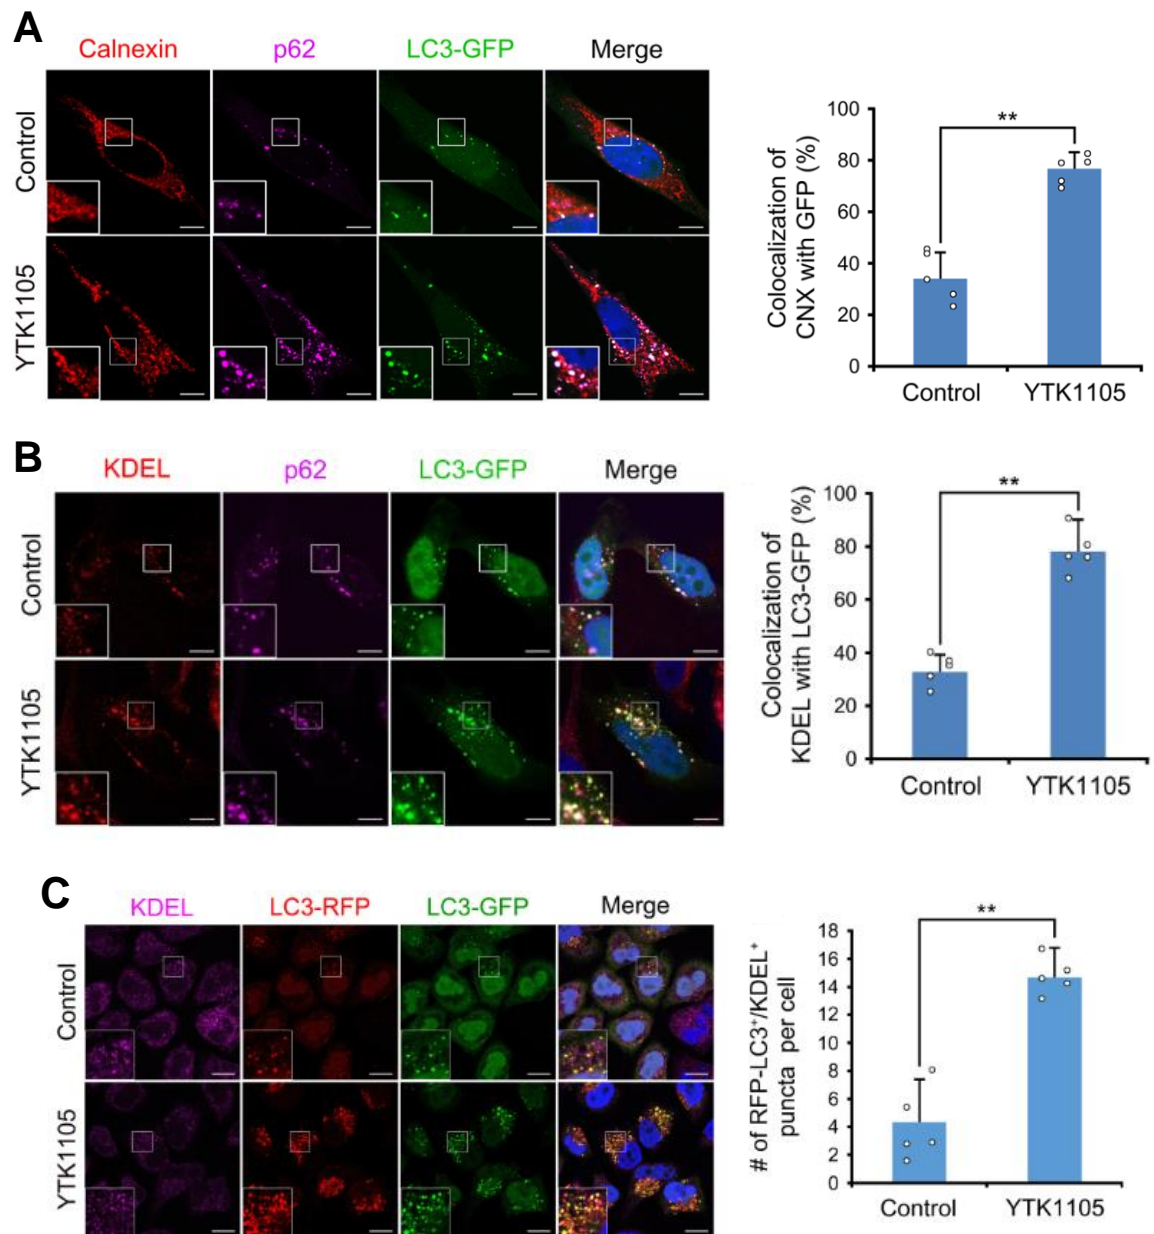 A
Calnexin p62 LC3-GFP Merge
Control
YTK1105
Colocalization of
CNX with GFP (%)
100
80
60
40
20
0
**
Control YTK1105
B
KDEL p62 LC3-GFP Merge
Control
YTK1105
Colocalization of
KDEL with LC3-GFP (%)
100
80
60
40
20
0
**
Control YTK1105
C
KDEL LC3-RFP LC3-GFP Merge
Control
YTK1105
# of RFP-LC3⁺/KDEL⁺
puncta per cell
18
16
14
12
10
8
6
4
2
0
**
Control YTK1105